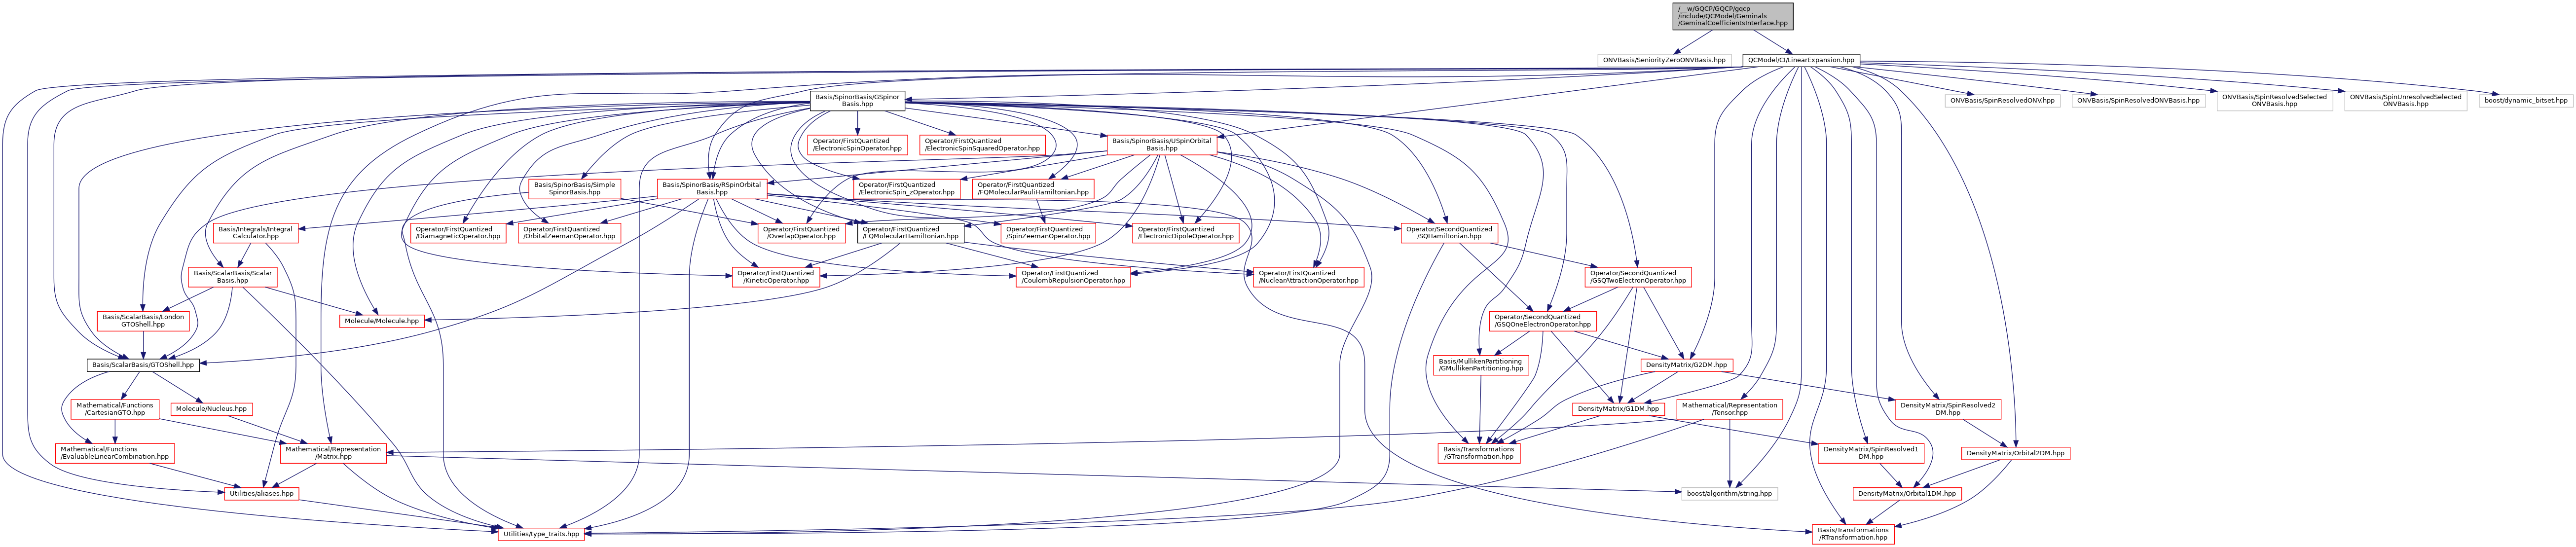 /__w/GQCP/GQCP/gqcp
/include/QCModel/Geminals
/GeminalCoefficientsInterface.hpp
ONVBasis/SeniorityZeroONVBasis.hpp
QCModel/CI/LinearExpansion.hpp
Basis/SpinorBasis/GSpinor
Basis.hpp
ONVBasis/SpinResolvedONV.hpp
ONVBasis/SpinResolvedONVBasis.hpp
ONVBasis/SpinResolvedSelected
ONVBasis.hpp
ONVBasis/SpinUnresolvedSelected
ONVBasis.hpp
boost/dynamic_bitset.hpp
Operator/FirstQuantized
/ElectronicSpinOperator.hpp
Operator/FirstQuantized
/ElectronicSpinSquaredOperator.hpp
Basis/SpinorBasis/USpinOrbital
Basis.hpp
Basis/SpinorBasis/Simple
SpinorBasis.hpp
Basis/SpinorBasis/RSpinOrbital
Basis.hpp
Operator/FirstQuantized
/ElectronicSpin_zOperator.hpp
Operator/FirstQuantized
/FQMolecularPauliHamiltonian.hpp
Basis/Integrals/Integral
Calculator.hpp
Operator/FirstQuantized
/DiamagneticOperator.hpp
Operator/FirstQuantized
/OrbitalZeemanOperator.hpp
Operator/FirstQuantized
/OverlapOperator.hpp
Operator/FirstQuantized
/FQMolecularHamiltonian.hpp
Operator/FirstQuantized
/SpinZeemanOperator.hpp
Operator/FirstQuantized
/ElectronicDipoleOperator.hpp
Operator/SecondQuantized
/SQHamiltonian.hpp
Basis/ScalarBasis/Scalar
Basis.hpp
Operator/FirstQuantized
/KineticOperator.hpp
Operator/FirstQuantized
/CoulombRepulsionOperator.hpp
Operator/FirstQuantized
/NuclearAttractionOperator.hpp
Operator/SecondQuantized
/GSQTwoElectronOperator.hpp
Basis/ScalarBasis/London
GTOShell.hpp
Molecule/Molecule.hpp
Operator/SecondQuantized
/GSQOneElectronOperator.hpp
Basis/ScalarBasis/GTOShell.hpp
Basis/MullikenPartitioning
/GMullikenPartitioning.hpp
DensityMatrix/G2DM.hpp
Mathematical/Functions
/CartesianGTO.hpp
Molecule/Nucleus.hpp
DensityMatrix/G1DM.hpp
Mathematical/Representation
/Tensor.hpp
DensityMatrix/SpinResolved2
DM.hpp
Mathematical/Functions
/EvaluableLinearCombination.hpp
Mathematical/Representation
/Matrix.hpp
Basis/Transformations
/GTransformation.hpp
DensityMatrix/SpinResolved1
DM.hpp
DensityMatrix/Orbital2DM.hpp
Utilities/aliases.hpp
boost/algorithm/string.hpp
DensityMatrix/Orbital1DM.hpp
Utilities/type_traits.hpp
Basis/Transformations
/RTransformation.hpp